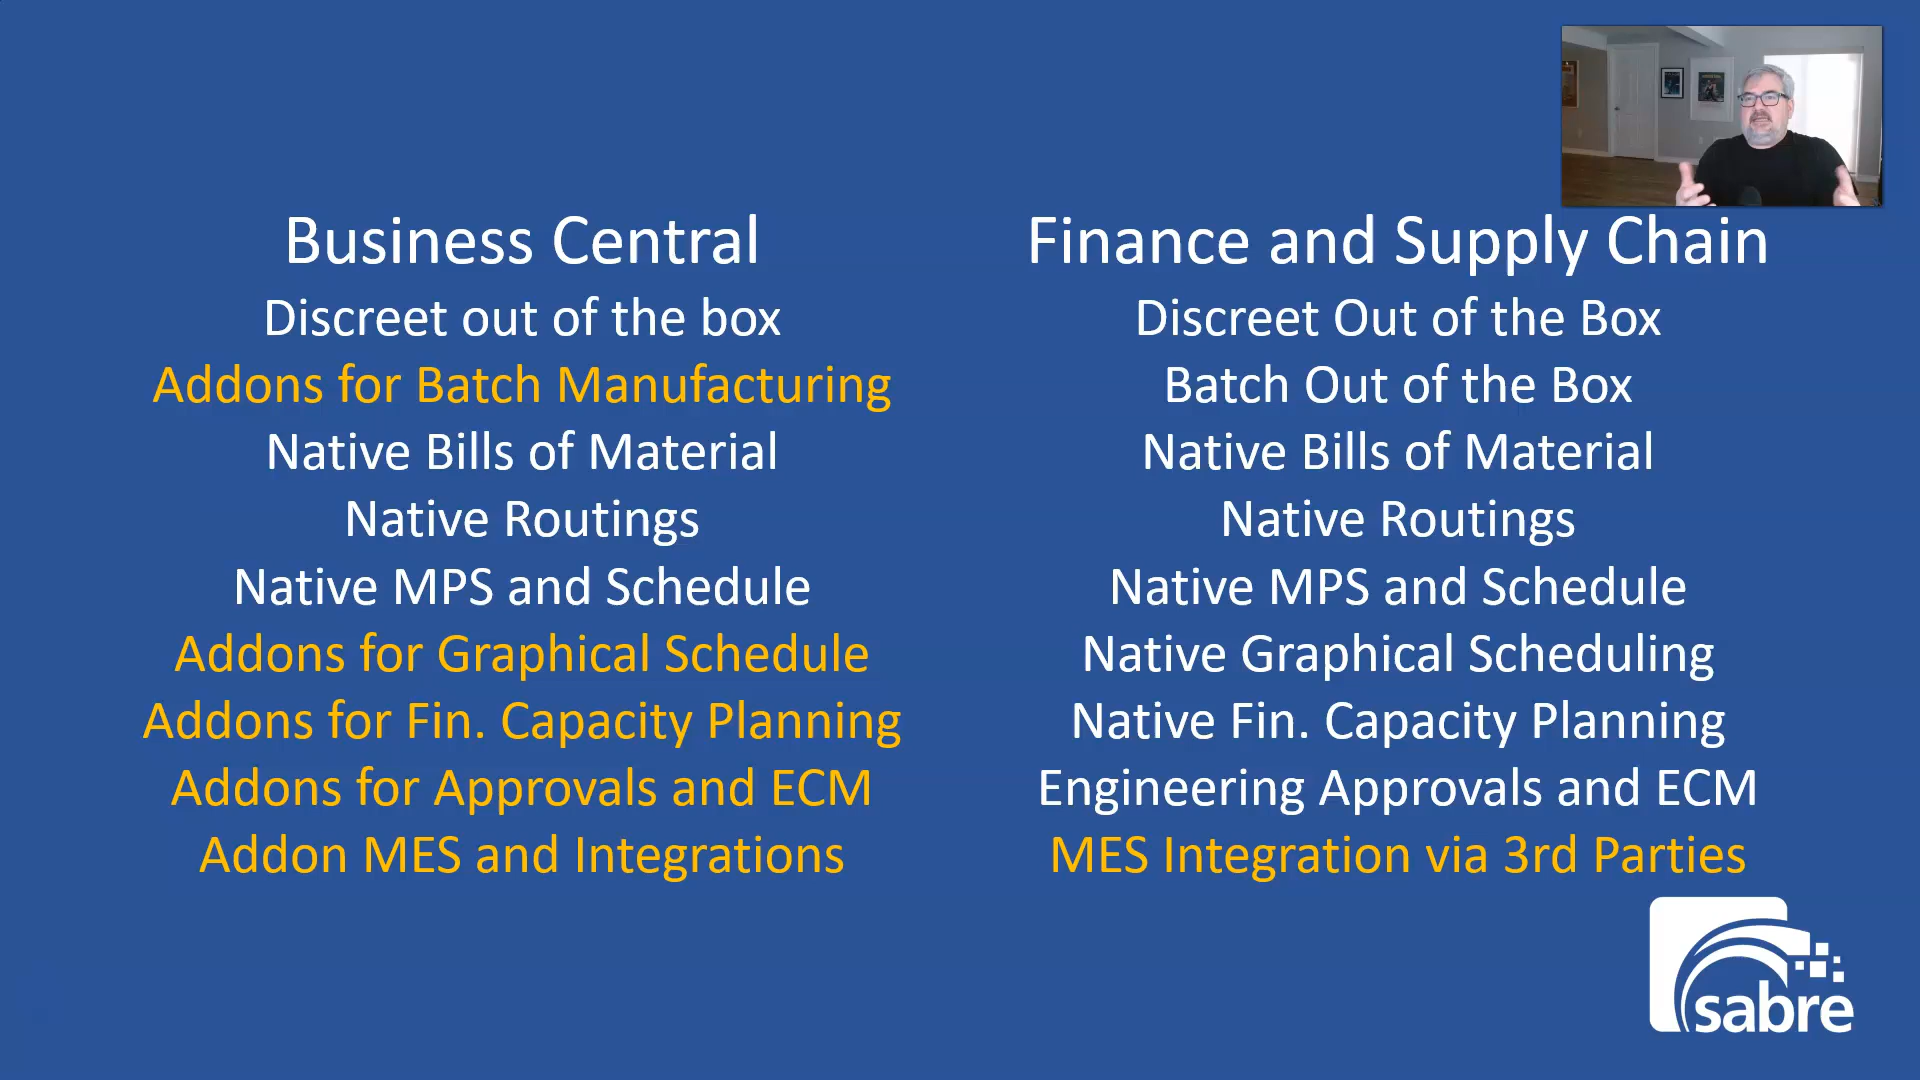 Business Central
Discreet out of the box
Addons for Batch Manufacturing
Native Bills of Material
Native Routings
Native MPS and Schedule
Addons for Graphical Schedule
Addons for Fin. Capacity Planning
Addons for Approvals and ECM
Addon MES and Integrations
Finance and Supply Chain
Discreet Out of the Box
Batch Out of the Box
Native Bills of Material
Native Routings
Native MPS and Schedule
Native Graphical Scheduling
Native Fin. Capacity Planning
Engineering Approvals and ECM
MES Integration via 3rd Parties
sabre